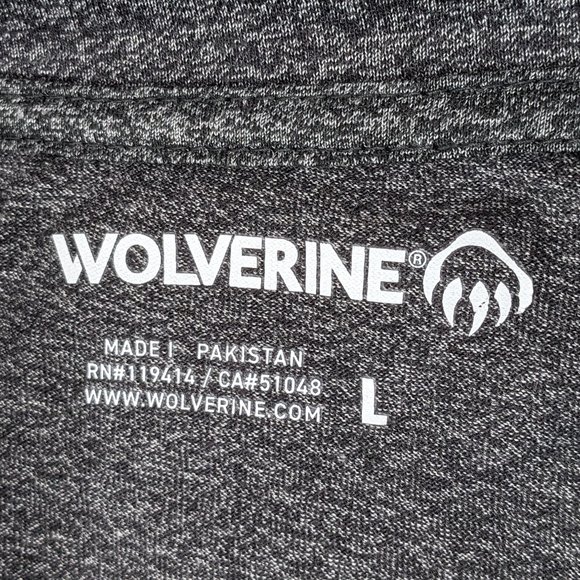 WOLVERINE®
MADE I PAKISTAN
RN#119414 / CA#51048
WWW.WOLVERINE.COM
L